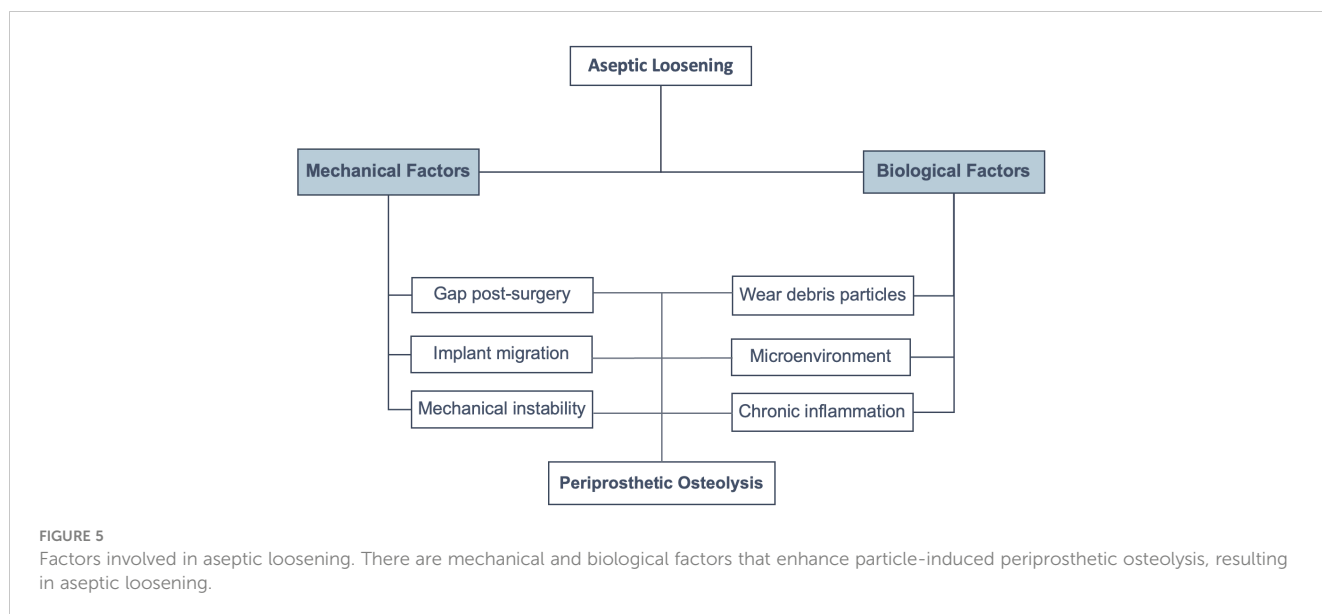 Aseptic Loosening
Mechanical Factors
Biological Factors
Gap post-surgery
Wear debris particles
Implant migration
Microenvironment
Mechanical instability
Chronic inflammation
Periprosthetic Osteolysis
FIGURE 5
Factors involved in aseptic loosening. There are mechanical and biological factors that enhance particle-induced periprosthetic osteolysis, resulting
in aseptic loosening.